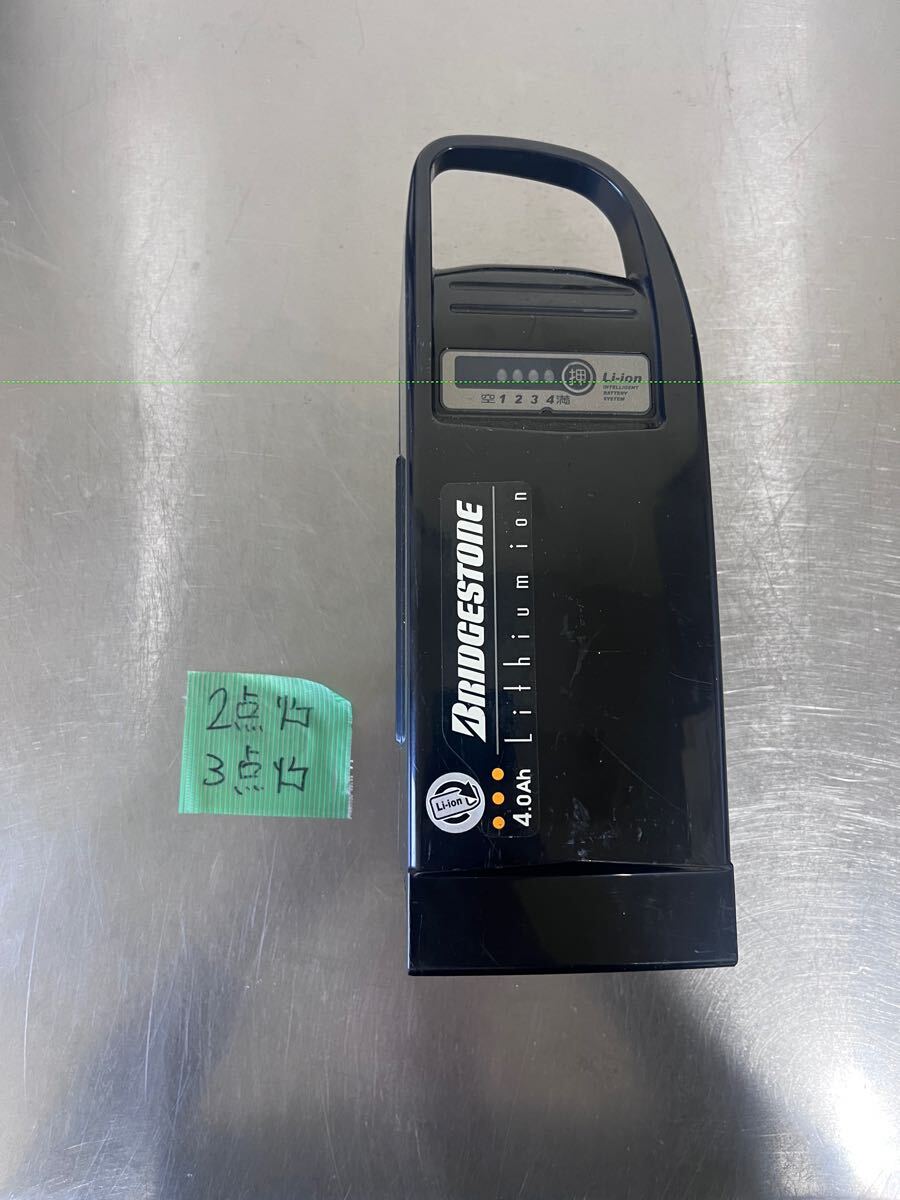 押
Li-ion
INTELLIGENT
BATTERY
SYSTEM
空 1 2 3 4 満
BRIDGESTONE
Lithium ion
4.0Ah
Li-ion
2点灯
3点灯